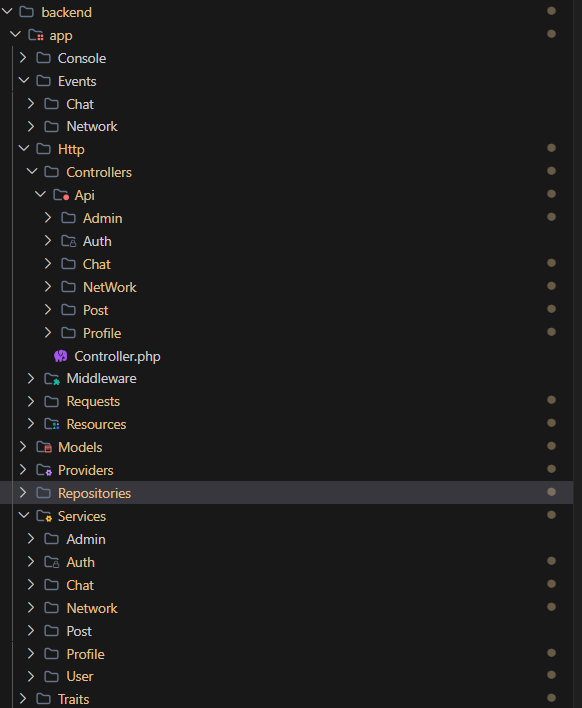 backend
app
Console
Events
Chat
Network
Http
Controllers
Api
Admin
Auth
Chat
NetWork
Post
Profile
Controller.php
Middleware
Requests
Resources
Models
Providers
Repositories
Services
Admin
Auth
Chat
Network
Post
Profile
User
Traits